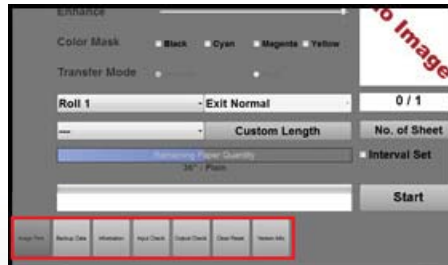 Enhance
Color Mask Black Cyan Magenta Yellow
o Image
Transfer Mode
Roll 1 Exit Normal 0 / 1
--- Custom Length No. of Sheet
Remaining Paper Quantity Interval Set
36" - Plain
Start
Image Print Backup Data Information Input Check Output Check Clear Reset Version Info